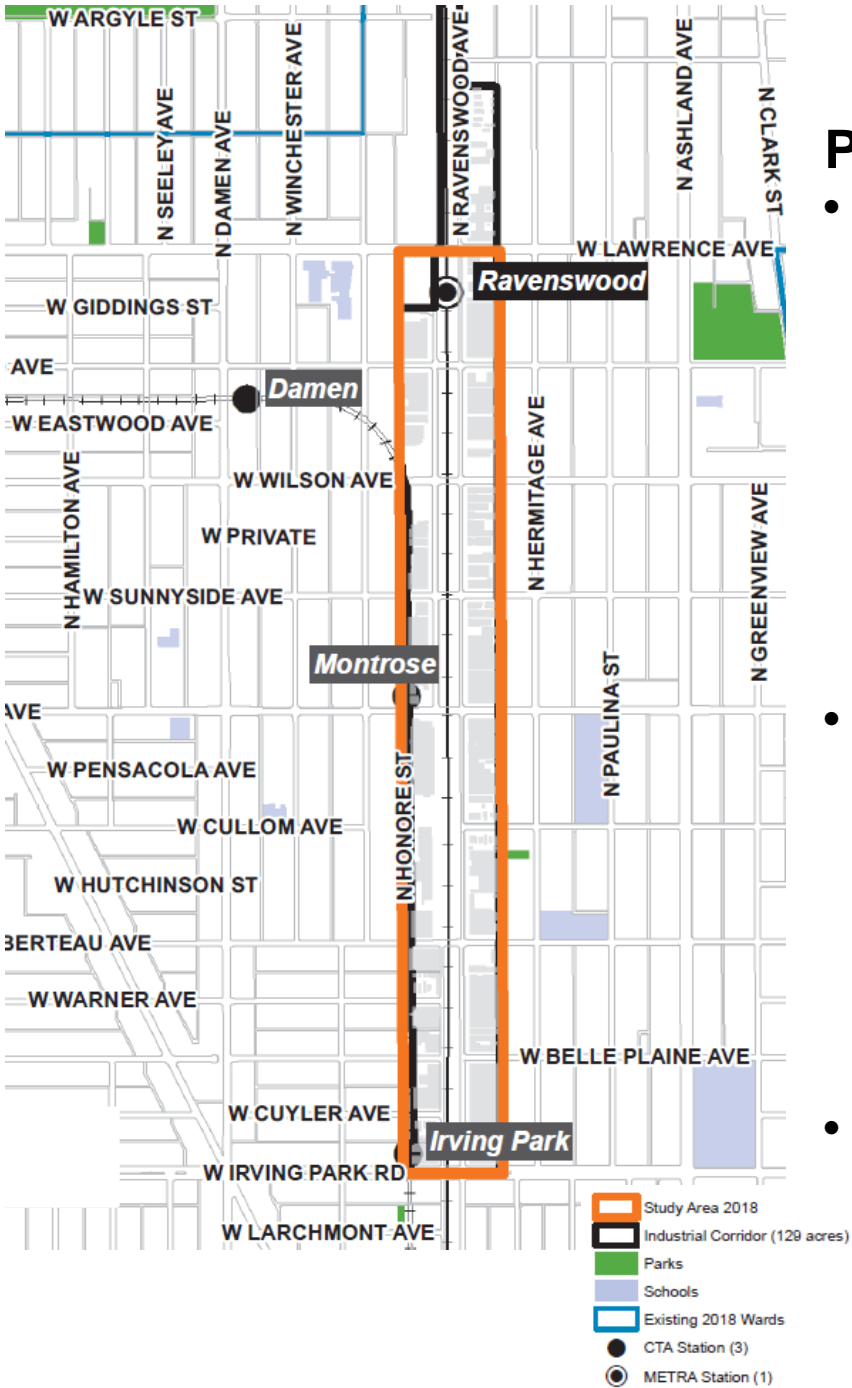 W ARGYLE ST
N RAVENSWOOD AVE
N WINCHESTER AVE
N ASHLAND AVE
N SEELEY AVE
N DAMEN AVE
N CLARK ST
P
•
W LAWRENCE AVE
Ravenswood
W GIDDINGS ST
AVE
Damen
W EASTWOOD AVE
N HERMITAGE AVE
W WILSON AVE
N HAMILTON AVE
W PRIVATE
N GREENVIEW AVE
W SUNNYSIDE AVE
Montrose
N PAULINA ST
AVE
•
W PENSACOLA AVE
N HONORE ST
W CULLOM AVE
W HUTCHINSON ST
BERTEAU AVE
W WARNER AVE
W BELLE PLAINE AVE
W CUYLER AVE
•
Irving Park
W IRVING PARK RD
W LARCHMONT AVE
Study Area 2018
Industrial Corridor (129 acres)
Parks
Schools
Existing 2018 Wards
CTA Station (3)
METRA Station (1)